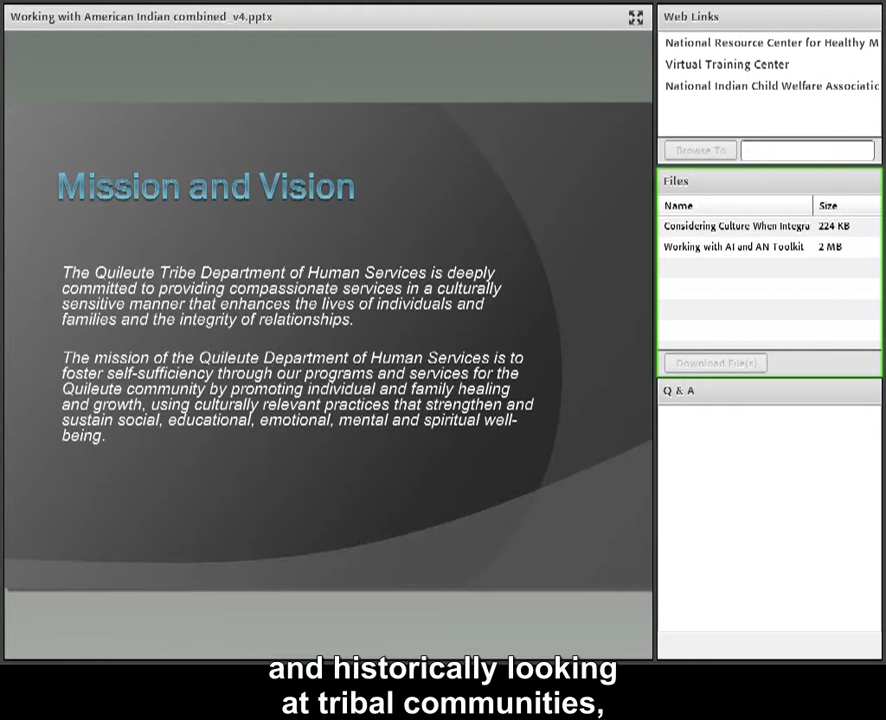 Working with American Indian combined_v4.pptx
Mission and Vision
The Quileute Tribe Department of Human Services is deeply
committed to providing compassionate services in a culturally
sensitive manner that enhances the lives of individuals and
families and the integrity of relationships.
The mission of the Quileute Department of Human Services is to
foster self-sufficiency through our programs and services for the
Quileute community by promoting individual and family healing
and growth, using culturally relevant practices that strengthen and
sustain social, educational, emotional, mental and spiritual well-
being.
Web Links
National Resource Center for Healthy M
Virtual Training Center
National Indian Child Welfare Associatic
Browse To
Files
Name Size
Considering Culture When Integra 224 KB
Working with AI and AN Toolkit 2 MB
Download File(s)
Q & A
and historically looking
at tribal communities,